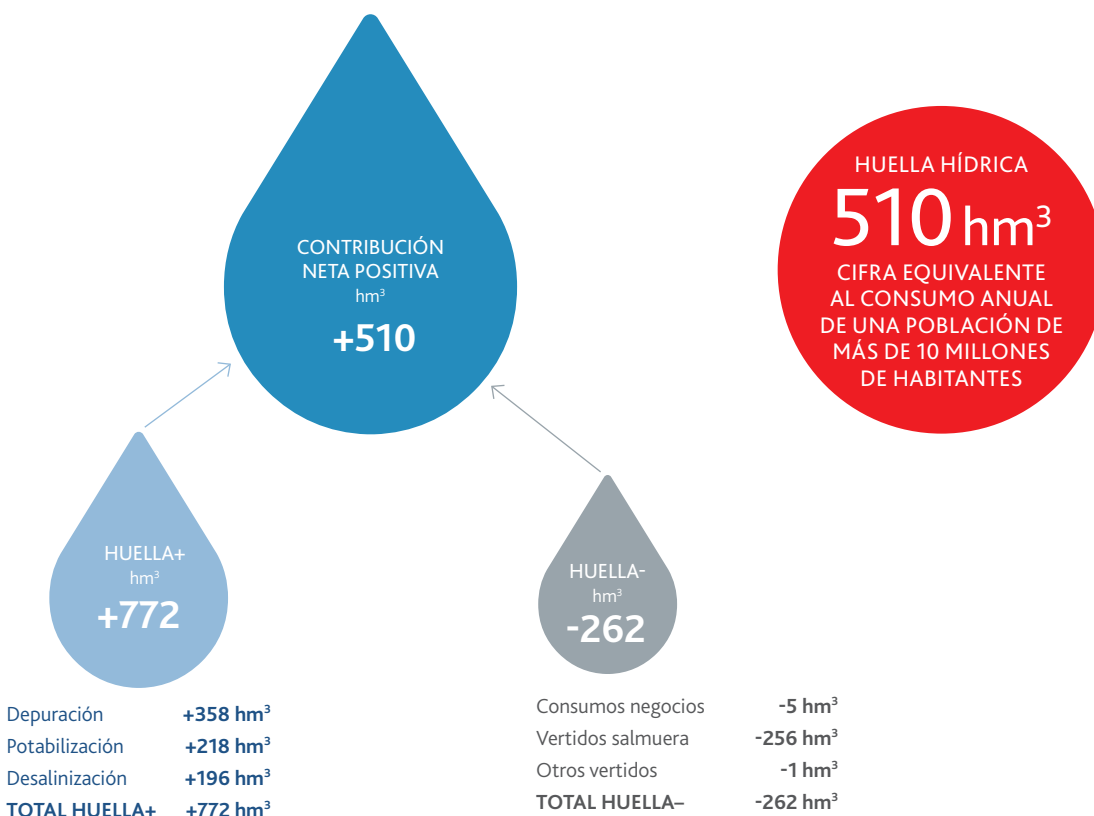 CONTRIBUCIÓN
NETA POSITIVA
hm³
+510
HUELLA HÍDRICA
510 hm³
CIFRA EQUIVALENTE
AL CONSUMO ANUAL
DE UNA POBLACIÓN DE
MÁS DE 10 MILLONES
DE HABITANTES
HUELLA+
hm³
+772
HUELLA-
hm³
-262
Depuración +358 hm³
Potabilización +218 hm³
Desalinización +196 hm³
TOTAL HUELLA+ +772 hm³
Consumos negocios -5 hm³
Vertidos salmuera -256 hm³
Otros vertidos -1 hm³
TOTAL HUELLA– -262 hm³